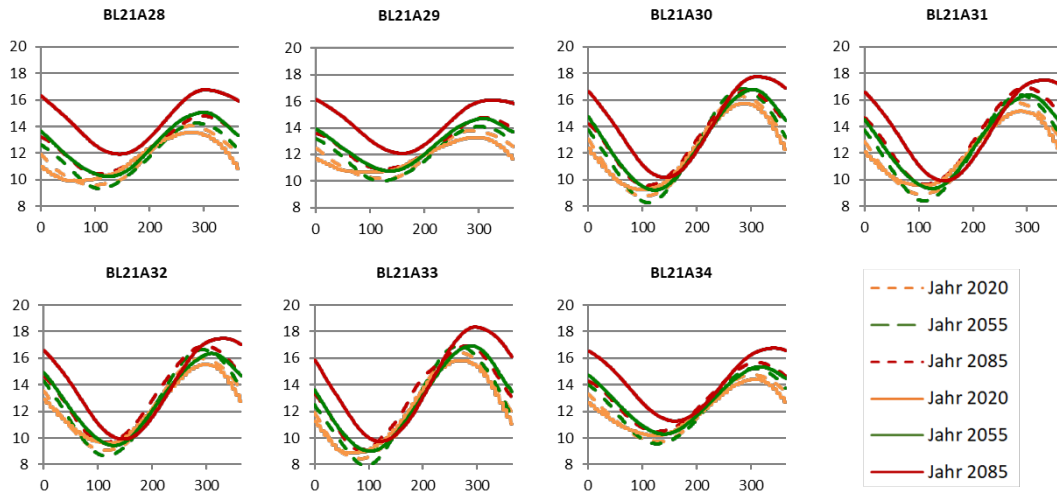 BL21A28 BL21A29 BL21A30 BL21A31
20 20 20 20
18 18 18 18
16 16 16 16
14 14 14 14
12 12 12 12
10 10 10 10
8 8 8 8
0 100 200 300 0 100 200 300 0 100 200 300 0 100 200 300
BL21A32 BL21A33 BL21A34
20 20 20
18 18 18
16 16 16
14 14 14
12 12 12
10 10 10
8 8 8
0 100 200 300 0 100 200 300 0 100 200 300
Jahr 2020
Jahr 2055
Jahr 2085
Jahr 2020
Jahr 2055
Jahr 2085